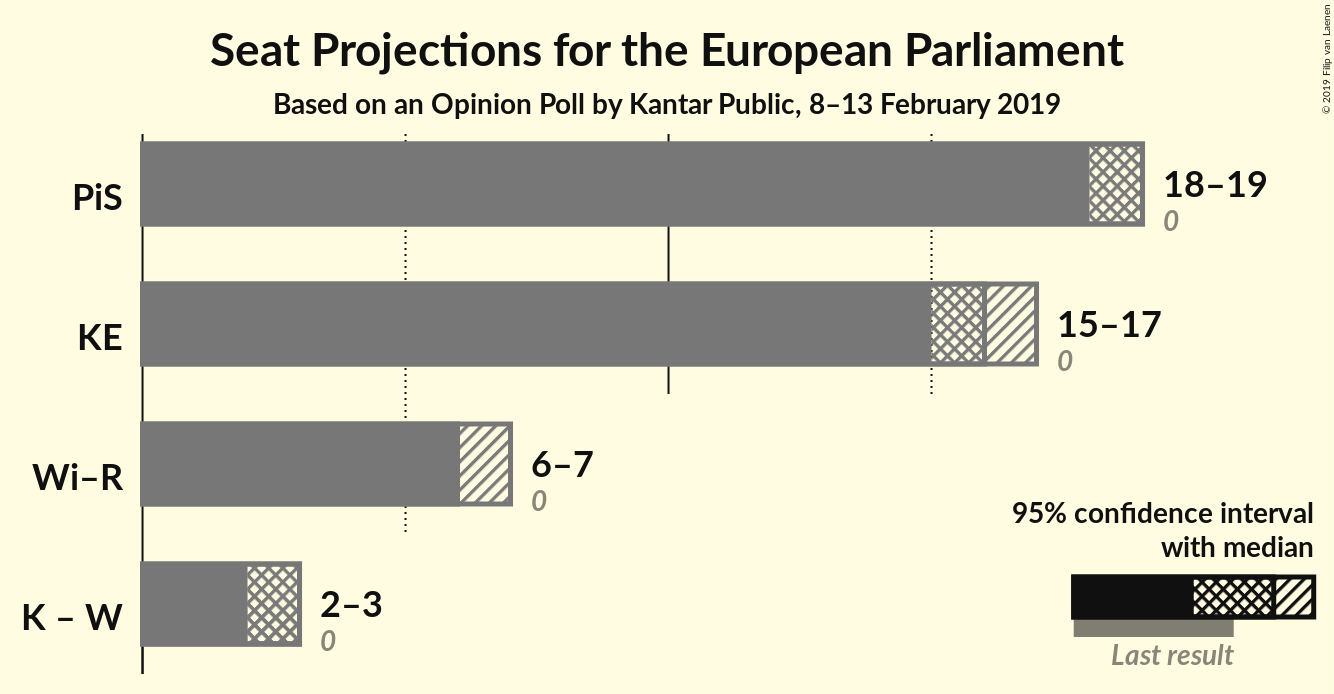 Seat Projections for the European Parliament
Based on an Opinion Poll by Kantar Public, 8–13 February 2019
© 2019 Filip van Laenen
PiS
18–19
0
KE
15–17
0
Wi–R
6–7
0
K – W
2–3
0
95% confidence interval
with median
Last result